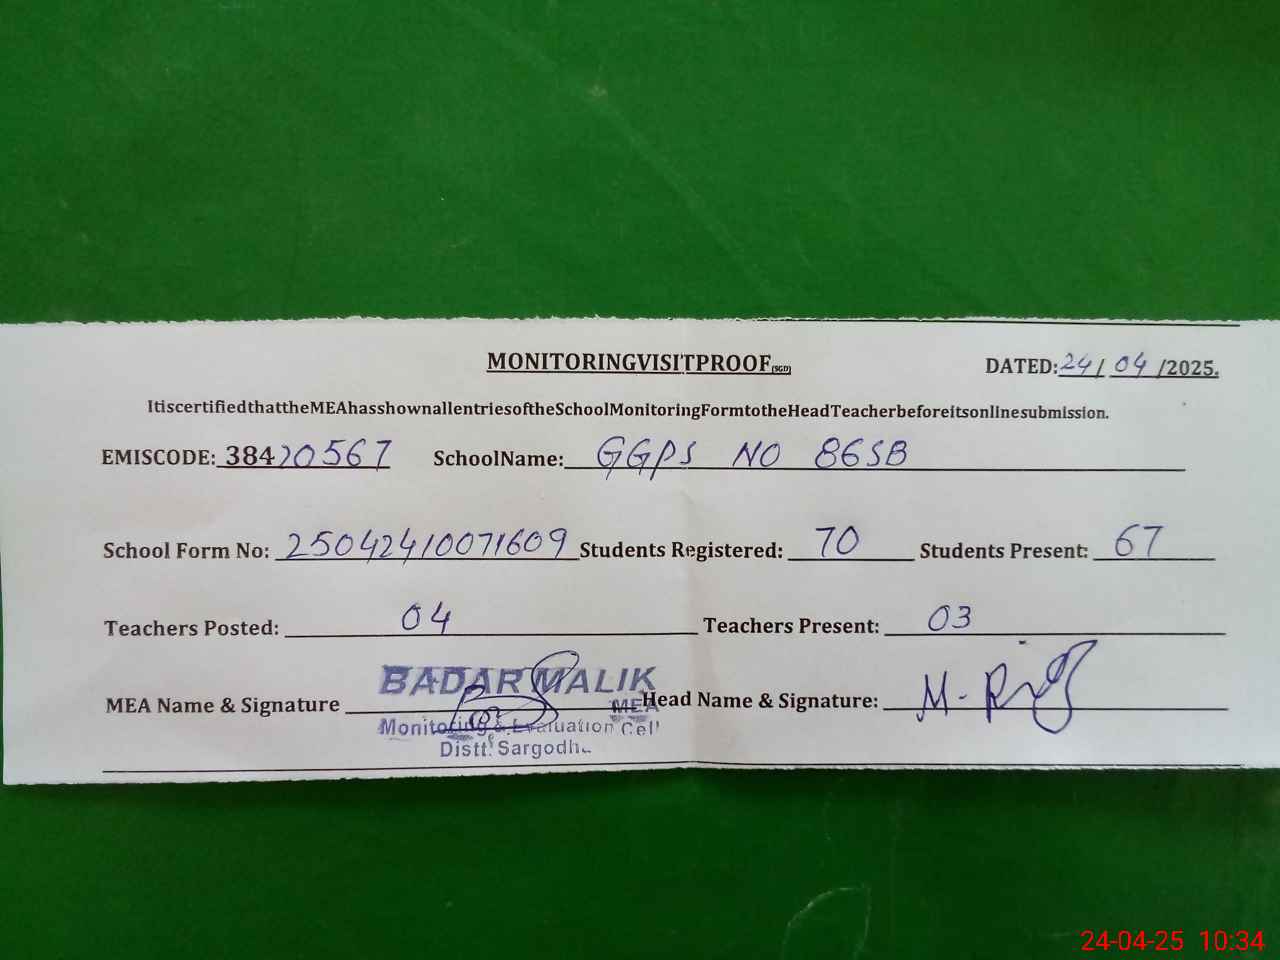 MONITORINGVISITPROOF(SGD) DATED:24/04/2025.
ItiscertifiedthattheMEAhasshownallentriesoftheSchoolMonitoringFormtotheHeadTeacherbeforeitsonlinesubmission.
EMISCODE: 38420567 SchoolName: GGPS NO 86SB
School Form No: 25042410071609 Students Registered: 70 Students Present: 67
Teachers Posted: 04 Teachers Present: 03
BADAR MALIK
MEA Name & Signature MEA Head Name & Signature: M-
Monitoring & Evaluation Cell
Distt: Sargodha
24-04-25 10:34